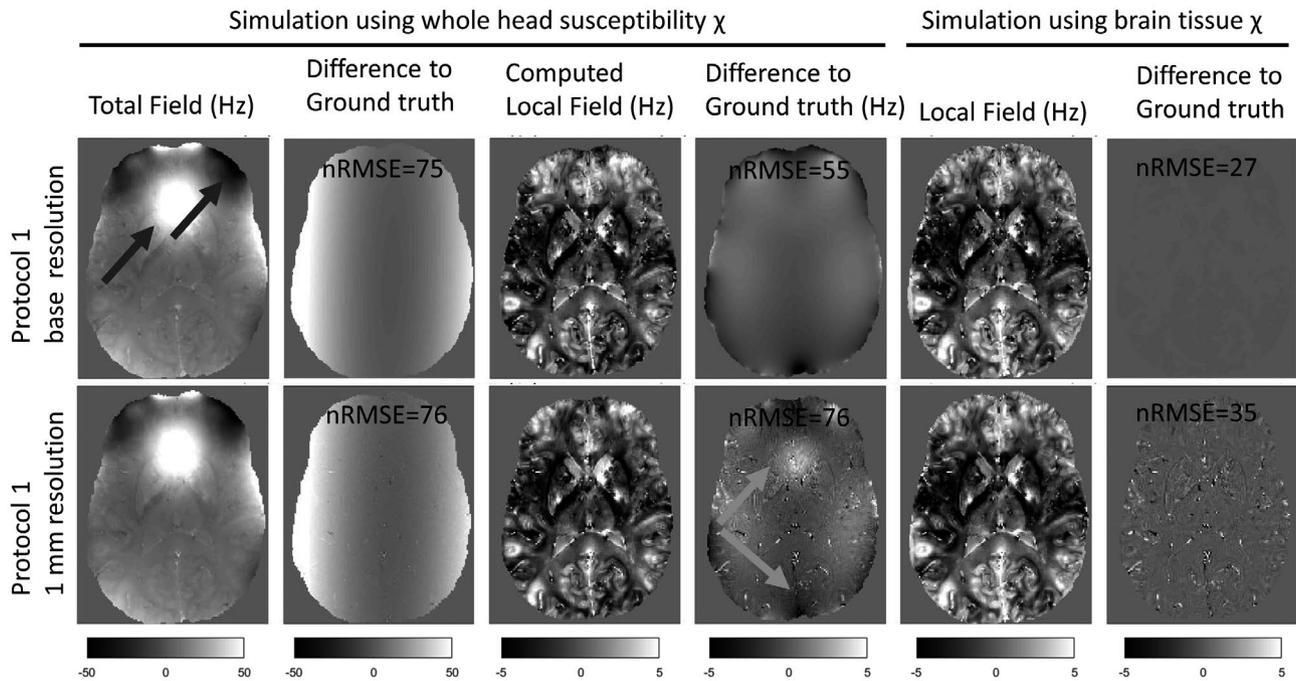 Simulation using whole head susceptibility χ
Simulation using brain tissue χ
Total Field (Hz)
Difference to
Ground truth
Computed
Local Field (Hz)
Difference to
Ground truth (Hz)
Local Field (Hz)
Difference to
Ground truth
Protocol 1
base resolution
nRMSE=75
nRMSE=55
nRMSE=27
Protocol 1
1 mm resolution
nRMSE=76
nRMSE=76
nRMSE=35
-50 0 50
-50 0 50
-5 0 5
-5 0 5
-5 0 5
-5 0 5